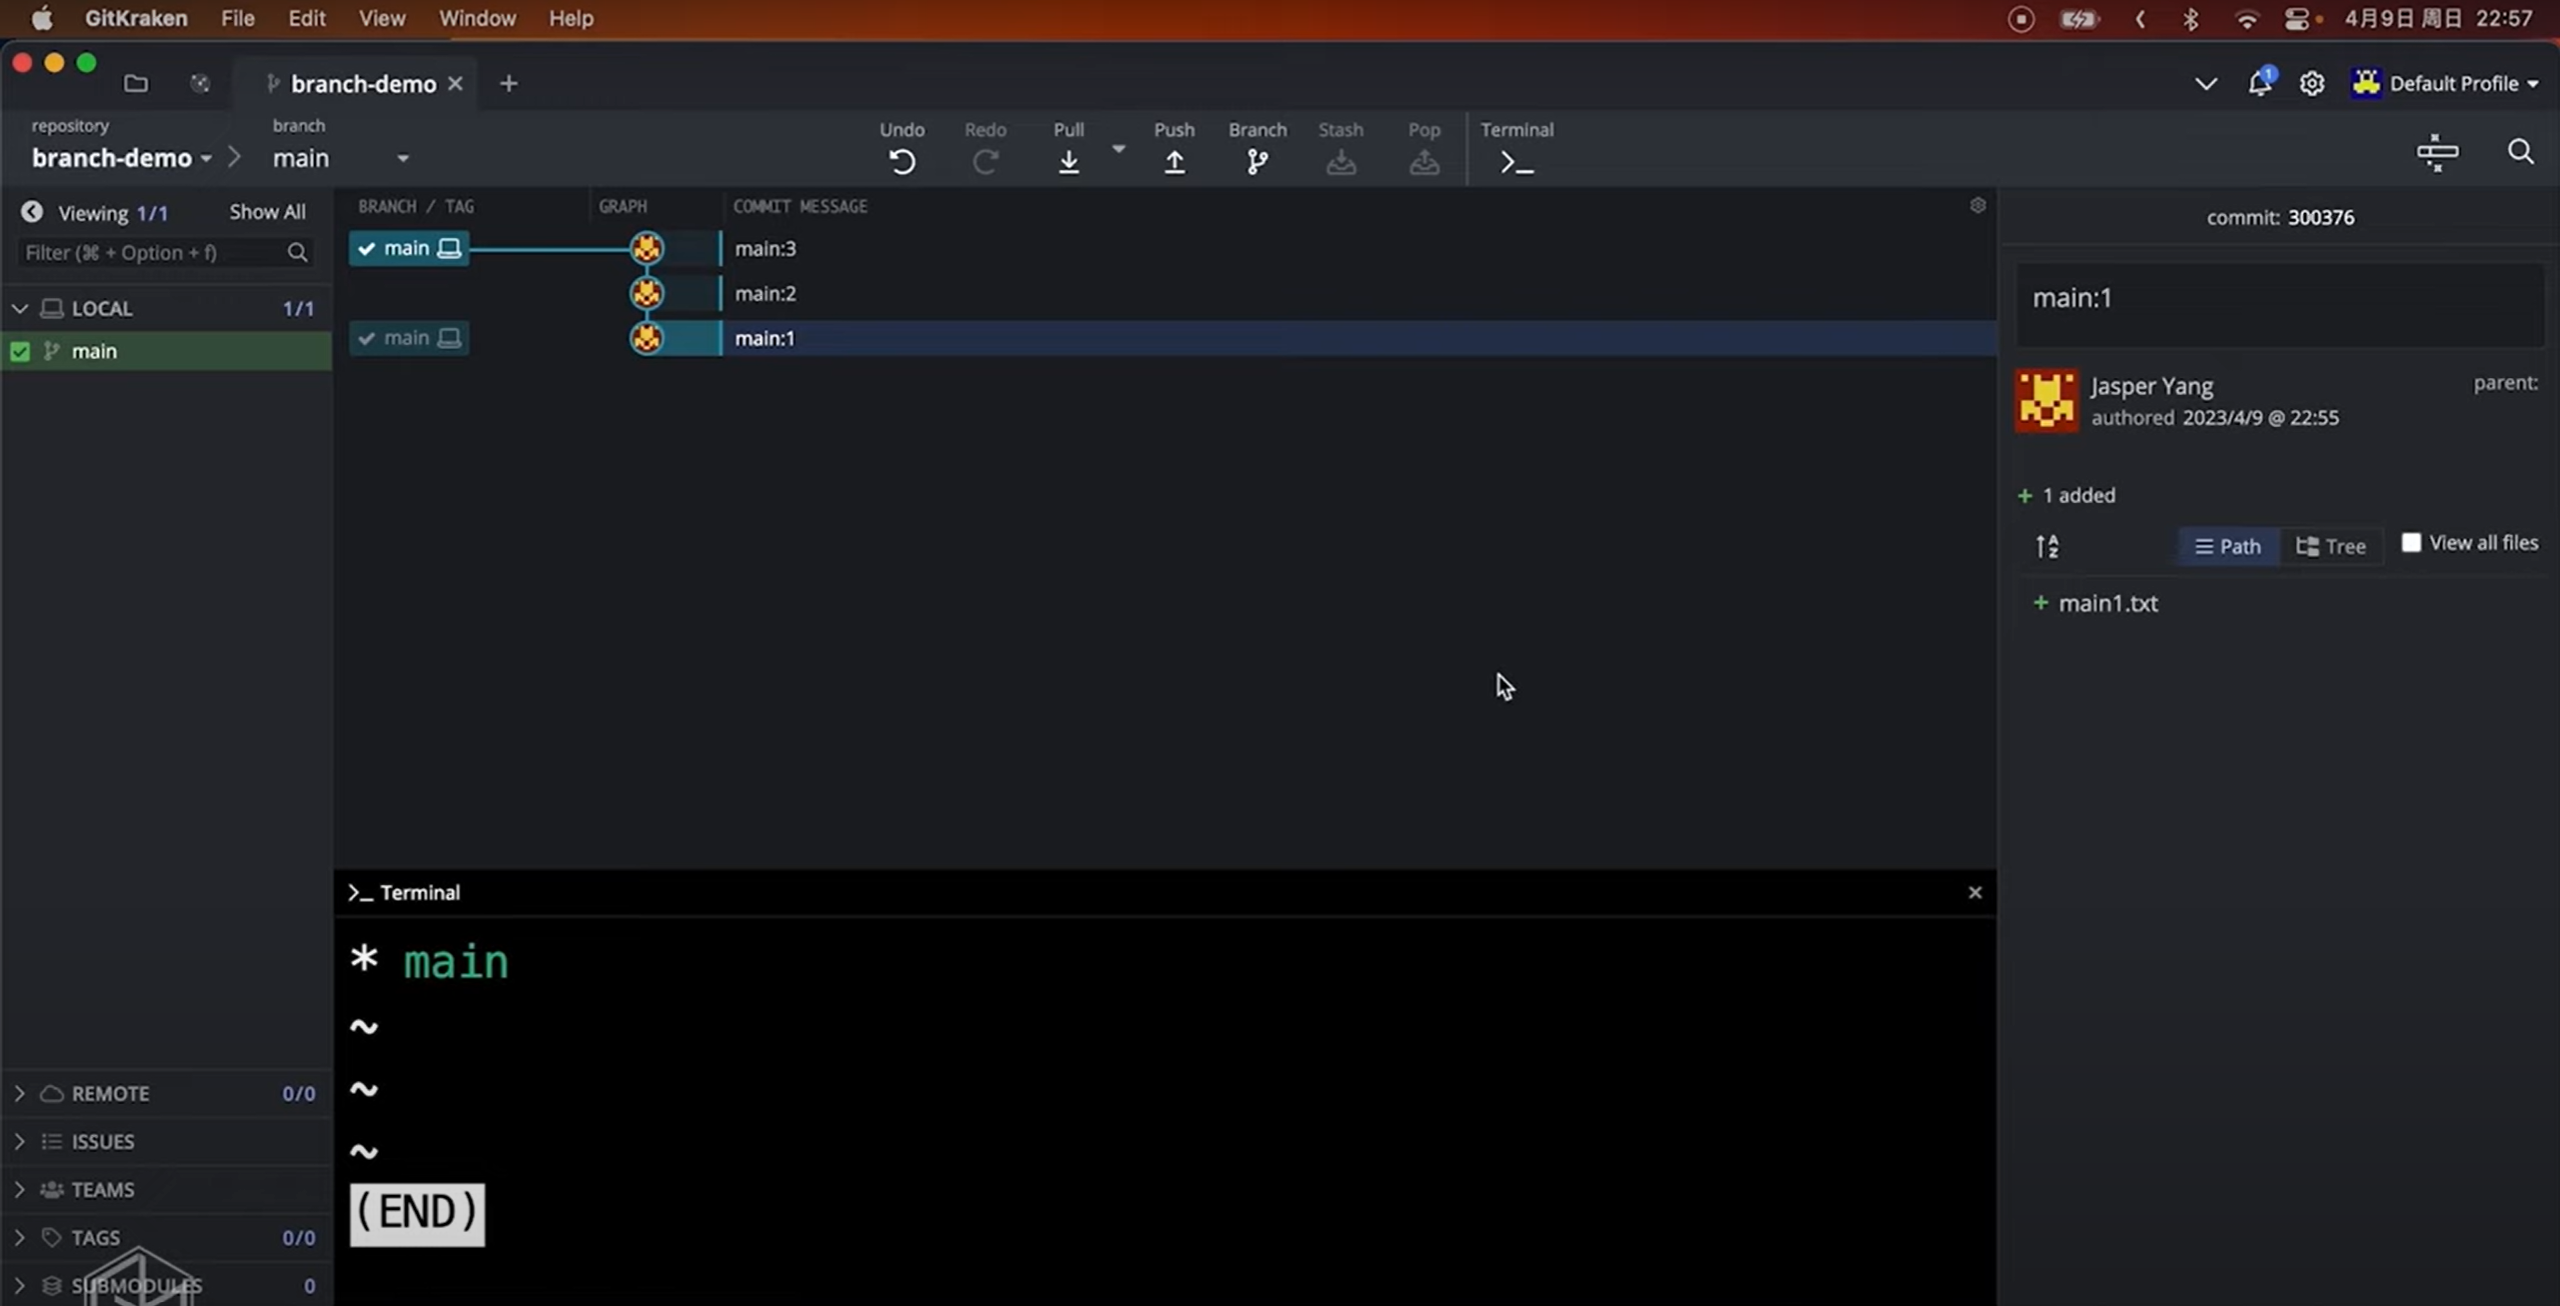 GitKraken File Edit View Window Help 4月9日 周日 22:57
branch-demo Default Profile
1
repository branch Undo Redo Pull Push Branch Stash Pop Terminal
branch-demo main
Viewing 1/1 Show All
Filter (⌘ + Option + f)
LOCAL 1/1
main
REMOTE 0/0
ISSUES
TEAMS
TAGS 0/0
SUBMODULES 0
BRANCH / TAG GRAPH COMMIT MESSAGE
main main:3
main:2
main main:1
>_ Terminal
* main
~
~
~
(END)
commit: 300376
main:1
Jasper Yang parent:
authored 2023/4/9 @ 22:55
+ 1 added
Path Tree View all files
+ main1.txt